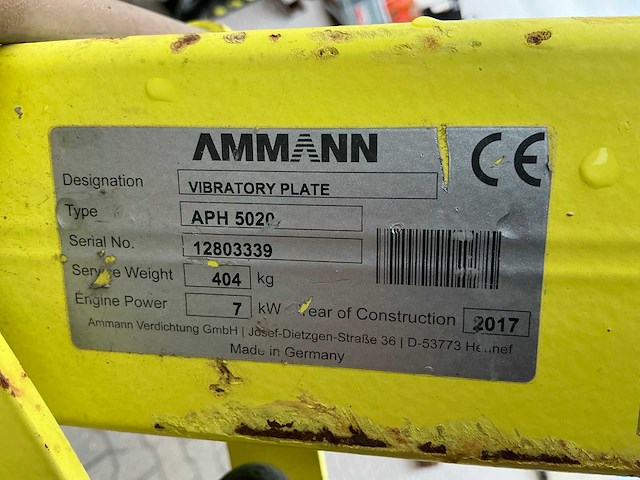 AMMANN
CE
Designation VIBRATORY PLATE
Type APH 5020
Serial No. 12803339
Service Weight 404 kg
Engine Power 7 kW Year of Construction 2017
Ammann Verdichtung GmbH | Josef-Dietzgen-Straße 36 | D-53773 Hennef
Made in Germany